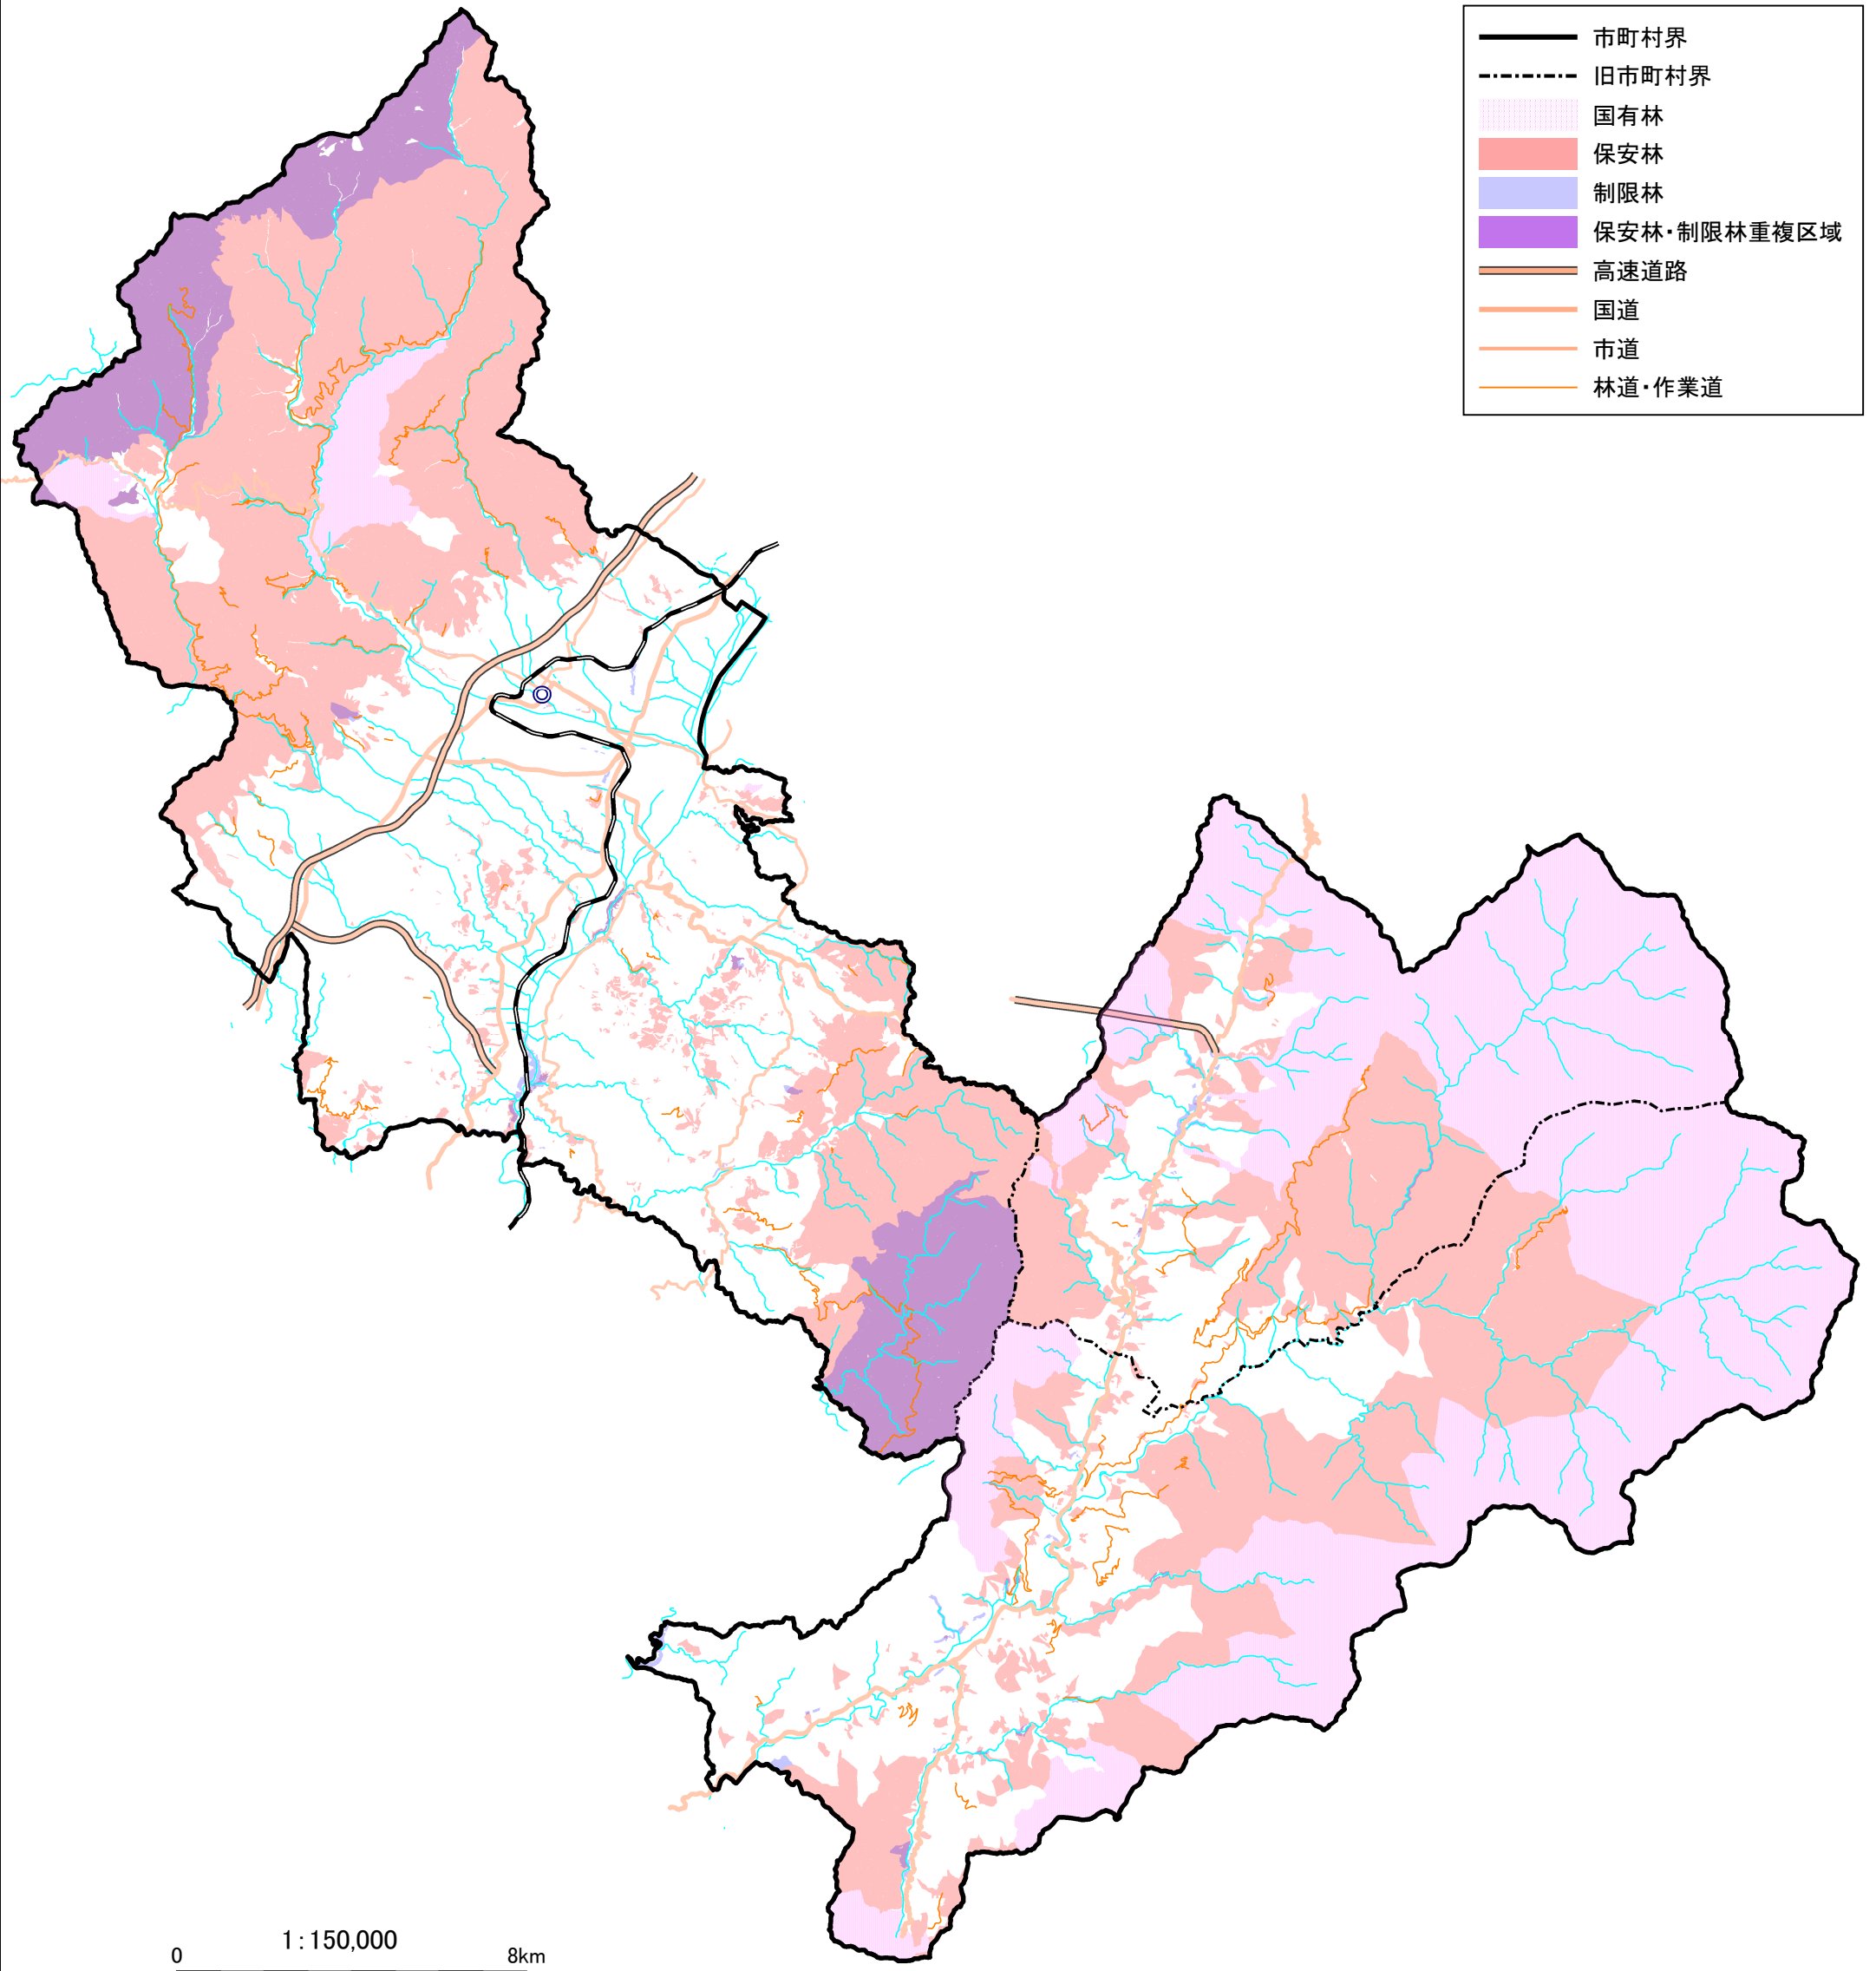 市町村界
旧市町村界
国有林
保安林
制限林
保安林・制限林重複区域
高速道路
国道
市道
林道・作業道
1:150,000
0 8km